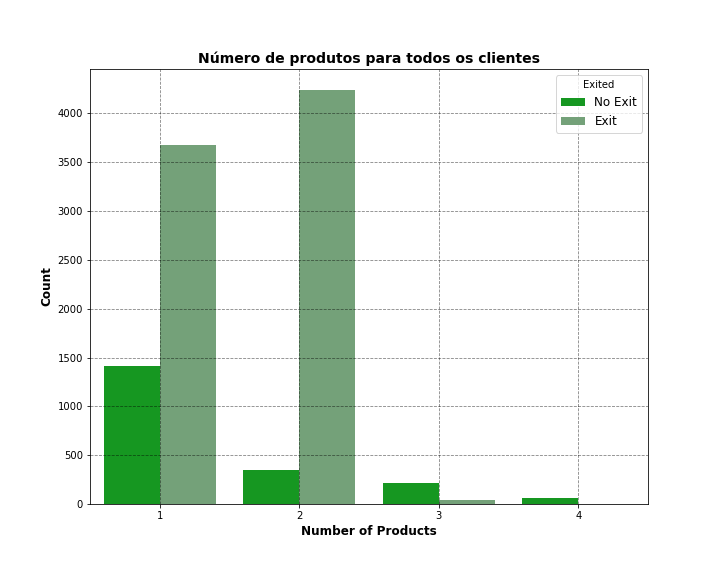 Número de produtos para todos os clientes
Exited
No Exit
Exit
4000
3500
3000
2500
2000
1500
1000
500
0
Count
1 2 3 4
Number of Products